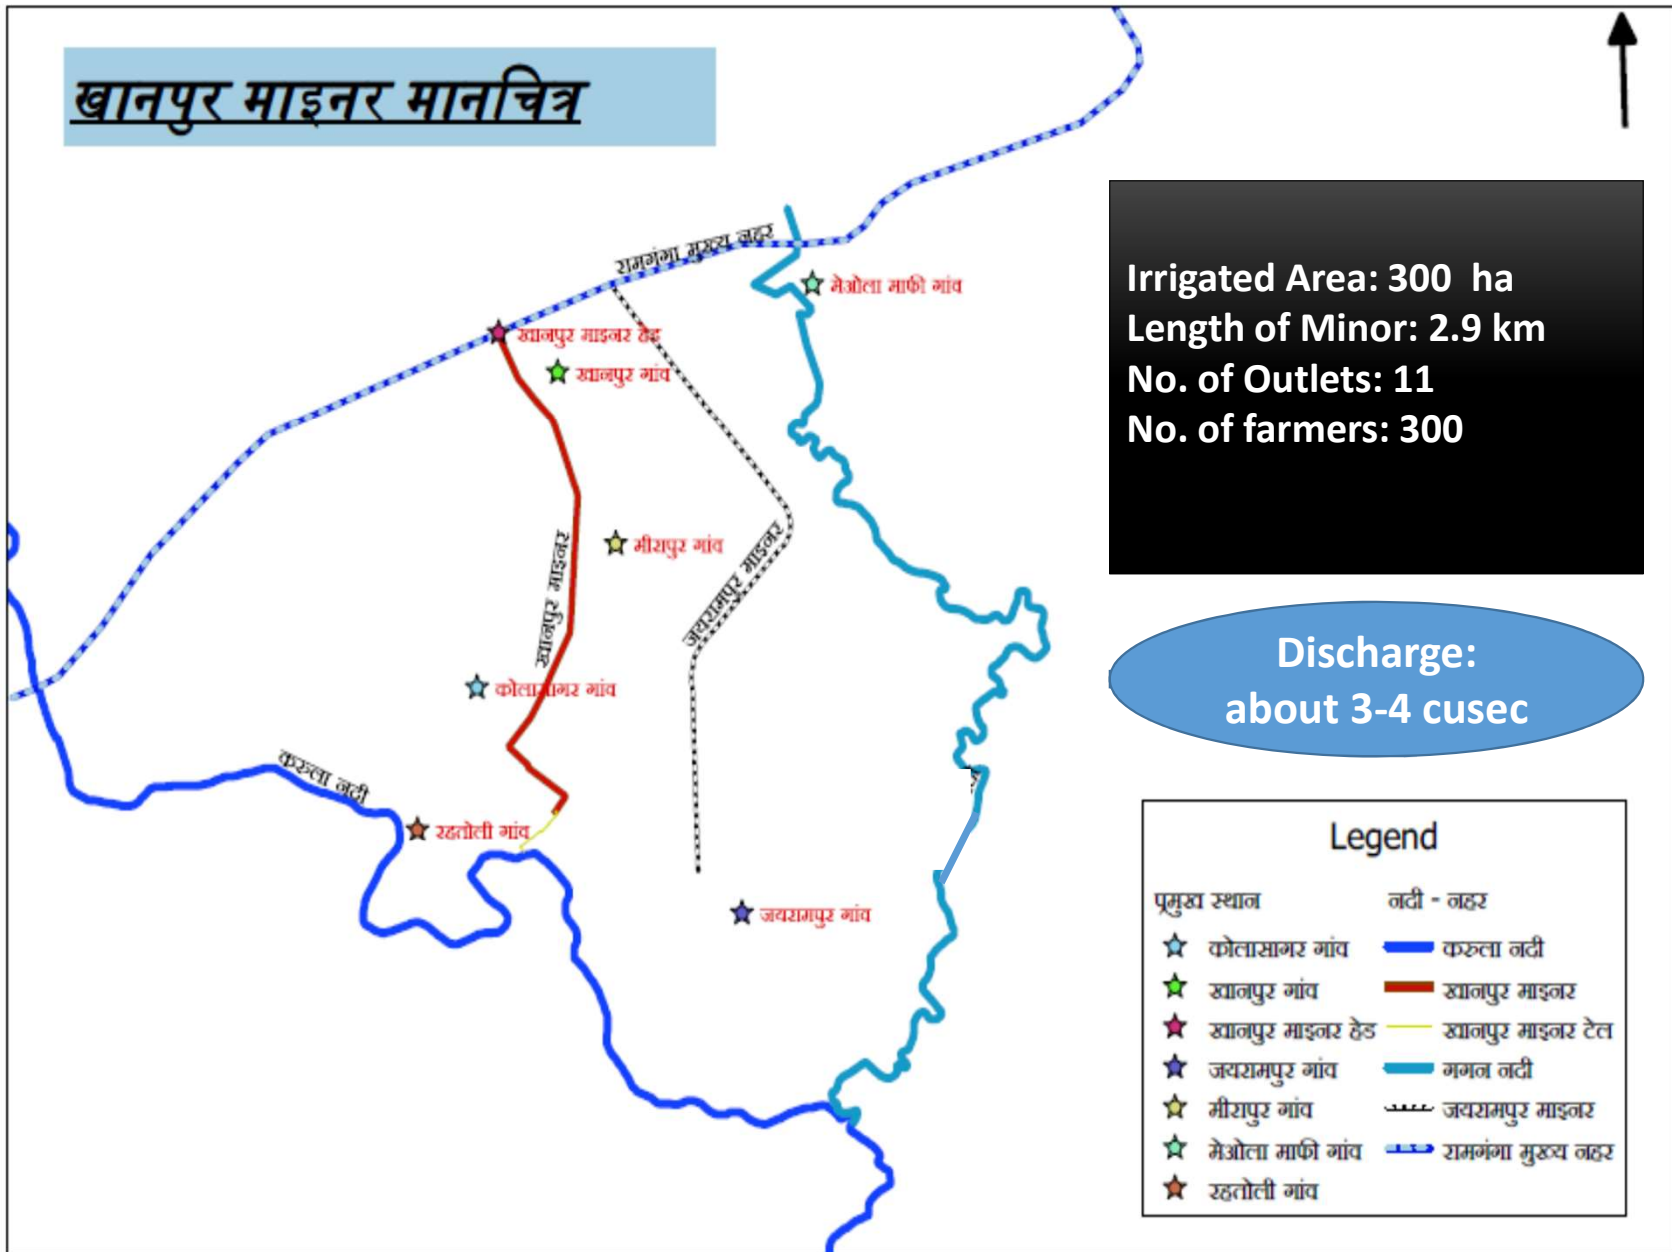 खानपुर माइनर मानचित्र
रामगंगा मुख्य नहर
मेओला माफी गांव
खानपुर माइनर हेड
खानपुर गांव
मीरापुर गांव
खानपुर माइनर
जयरामपुर माइनर
कोलासागर गांव
करुला नदी
रहतोली गांव
जयरामपुर गांव
Irrigated Area: 300 ha
Length of Minor: 2.9 km
No. of Outlets: 11
No. of farmers: 300
Discharge:
about 3-4 cusec
Legend
प्रमुख स्थान
कोलासागर गांव
खानपुर गांव
खानपुर माइनर हेड
जयरामपुर गांव
मीरापुर गांव
मेओला माफी गांव
रहतोली गांव
नदी - नहर
करुला नदी
खानपुर माइनर
खानपुर माइनर टेल
गगन नदी
जयरामपुर माइनर
रामगंगा मुख्य नहर